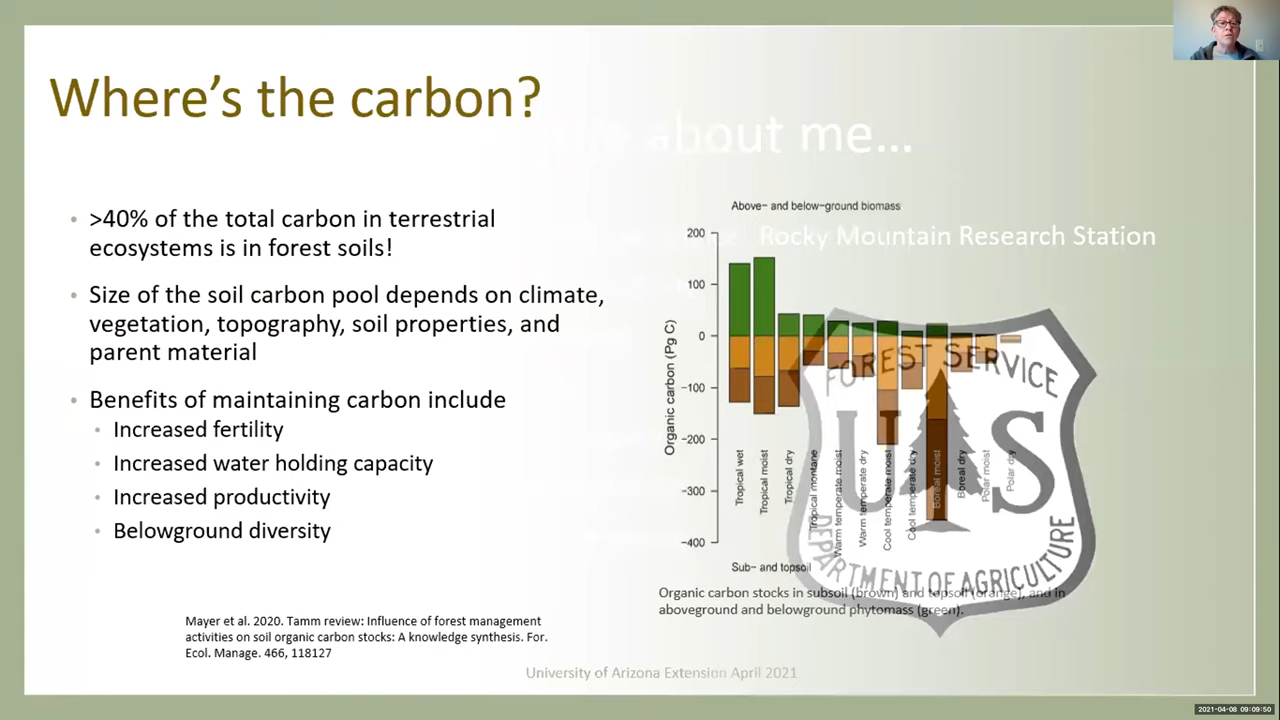 Where's the carbon?
about me...
>40% of the total carbon in terrestrial
ecosystems is in forest soils!
Size of the soil carbon pool depends on climate,
vegetation, topography, soil properties, and
parent material
Benefits of maintaining carbon include
Increased fertility
Increased water holding capacity
Increased productivity
Belowground diversity
Mayer et al. 2020. Tamm review: Influence of forest management
activities on soil organic carbon stocks: A knowledge synthesis. For.
Ecol. Manage. 466, 118127
Above- and below-ground biomass
Rocky Mountain Research Station
Organic carbon (Pg C)
200
100
0
-100
-200
-300
-400
Tropical wet
Tropical moist
Tropical dry
Tropical montane
Warm temperate moist
Warm temperate dry
Cool temperate moist
Cool temperate dry
Boreal moist
Boreal dry
Polar moist
Polar dry
FOREST SERVICE
US
DEPARTMENT OF AGRICULTURE
Sub- and topsoil
Organic carbon stocks in subsoil (brown) and topsoil (orange), and in
aboveground and belowground phytomass (green).
University of Arizona Extension April 2021
2021-04-08 09:09:50